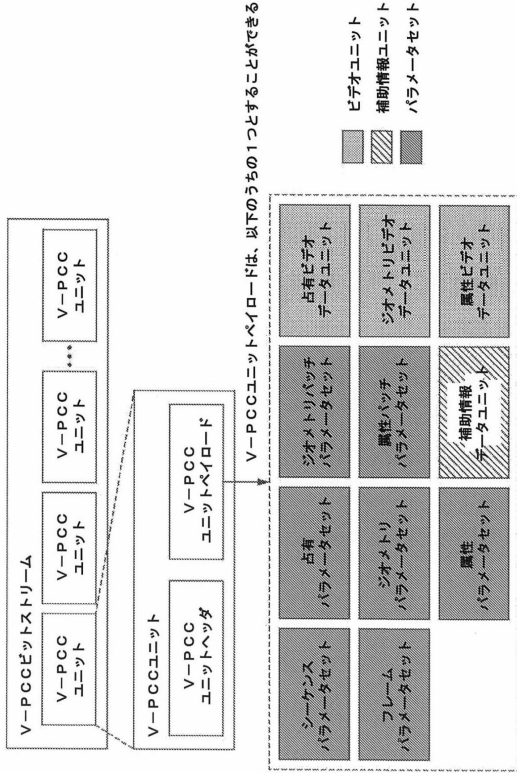 V-PCCビットストリーム
V-PCC
ユニット
V-PCC
ユニット
V-PCC
ユニット
•••
V-PCC
ユニット
V-PCCユニット
V-PCC
ユニットヘッダ
V-PCC
ユニットペイロード
V-PCCユニットペイロードは、以下のうちの1つとすることができる
シーケンス
パラメータセット
占有
パラメータセット
ジオメトリパッチ
パラメータセット
占有ビデオ
データユニット
フレーム
パラメータセット
ジオメトリ
パラメータセット
属性パッチ
パラメータセット
ジオメトリビデオ
データユニット
属性
パラメータセット
補助情報
データユニット
属性ビデオ
データユニット
ビデオユニット
補助情報ユニット
パラメータセット